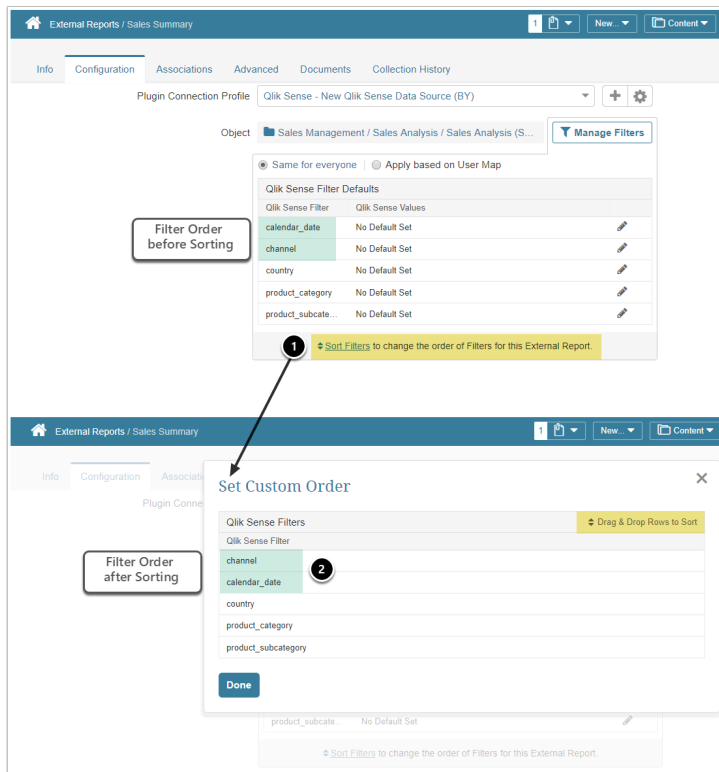 External Reports / Sales Summary 1 New... Content
Info Configuration Associations Advanced Documents Collection History
Plugin Connection Profile Qlik Sense - New Qlik Sense Data Source (BY)
Object Sales Management / Sales Analysis / Sales Analysis (S... Manage Filters
Same for everyone Apply based on User Map
Qlik Sense Filter Defaults
Qlik Sense Filter Qlik Sense Values
Filter Order
before Sorting
calendar_date No Default Set
channel No Default Set
country No Default Set
product_category No Default Set
product_subcate... No Default Set
1 Sort Filters to change the order of Filters for this External Report.
External Reports / Sales Summary 1 New... Content
Info Configuration Associati
Plugin Conne
Set Custom Order
Qlik Sense Filters Drag & Drop Rows to Sort
Qlik Sense Filter
Filter Order
after Sorting
channel
2
calendar_date
country
product_category
product_subcategory
Done
product_subcate... No Default Set
Sort Filters to change the order of Filters for this External Report.